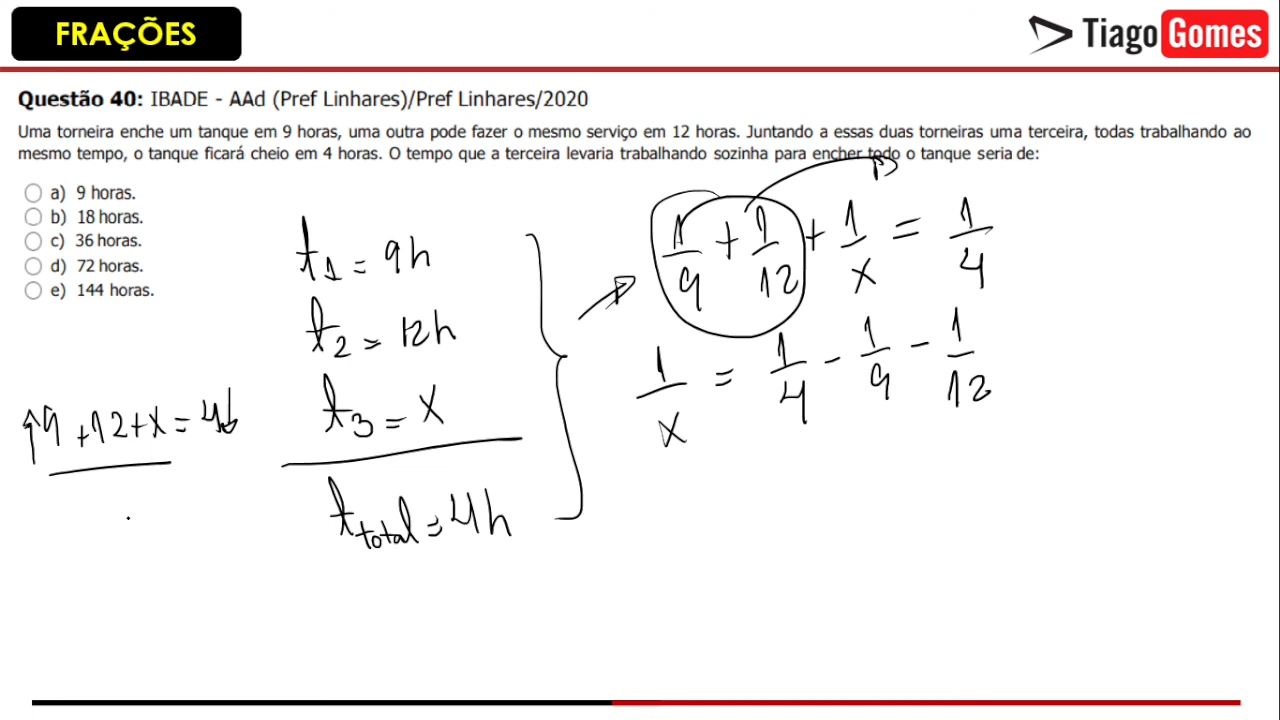 FRAÇÕES
Tiago Gomes
Questão 40: IBADE - AAd (Pref Linhares)/Pref Linhares/2020
Uma torneira enche um tanque em 9 horas, uma outra pode fazer o mesmo serviço em 12 horas. Juntando a essas duas torneiras uma terceira, todas trabalhando ao
mesmo tempo, o tanque ficará cheio em 4 horas. O tempo que a terceira levaria trabalhando sozinha para encher todo o tanque seria de:
a) 9 horas.
b) 18 horas.
c) 36 horas.
d) 72 horas.
e) 144 horas.
t1 = 9h
t2 = 12h
t3 = x
ttotal = 4h
9 + 12 + x = 4
1/9 + 1/12 + 1/x = 1/4
1/x = 1/4 - 1/9 - 1/12